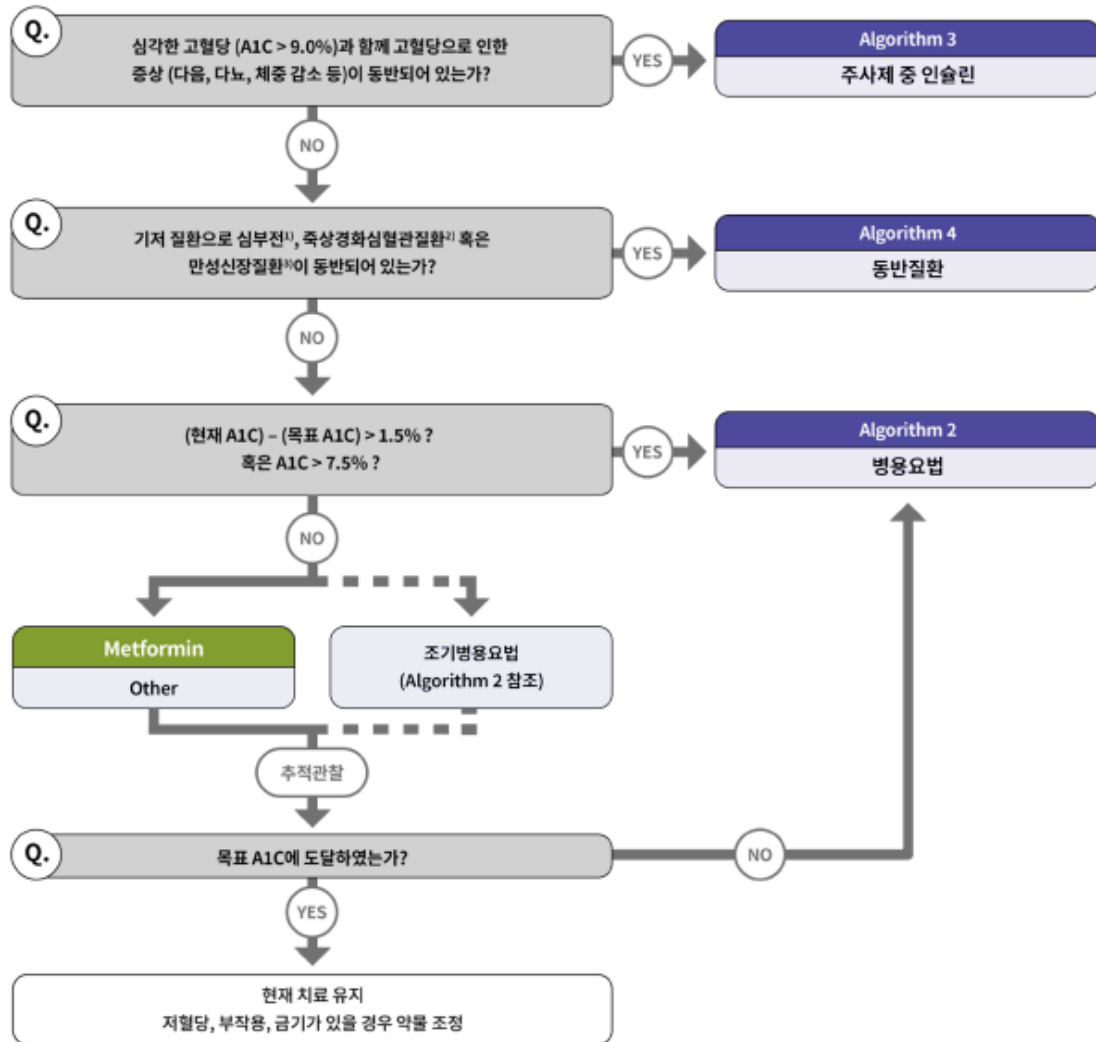 Q.
심각한 고혈당 (A1C > 9.0%)과 함께 고혈당으로 인한
증상 (다음, 다뇨, 체중 감소 등)이 동반되어 있는가?
YES
Algorithm 3
주사제 중 인슐린
NO
Q.
기저 질환으로 심부전1), 죽상경화심혈관질환2) 혹은
만성신장질환3)이 동반되어 있는가?
YES
Algorithm 4
동반질환
NO
Q.
(현재 A1C) – (목표 A1C) > 1.5% ?
혹은 A1C > 7.5% ?
YES
Algorithm 2
병용요법
NO
Metformin
Other
조기병용요법
(Algorithm 2 참조)
추적관찰
Q.
목표 A1C에 도달하였는가?
NO
YES
현재 치료 유지
저혈당, 부작용, 금기가 있을 경우 약물 조정